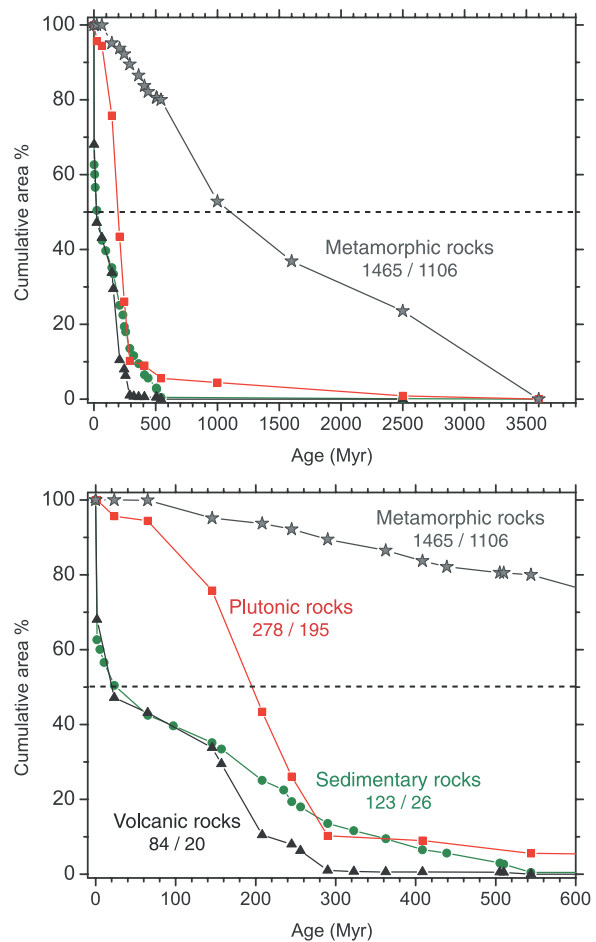 100
80
60
40
20
0
Cumulative area %
Metamorphic rocks
1465 / 1106
0 500 1000 1500 2000 2500 3000 3500
Age (Myr)
100
80
60
40
20
0
Cumulative area %
Metamorphic rocks
1465 / 1106
Plutonic rocks
278 / 195
Sedimentary rocks
123 / 26
Volcanic rocks
84 / 20
0 100 200 300 400 500 600
Age (Myr)